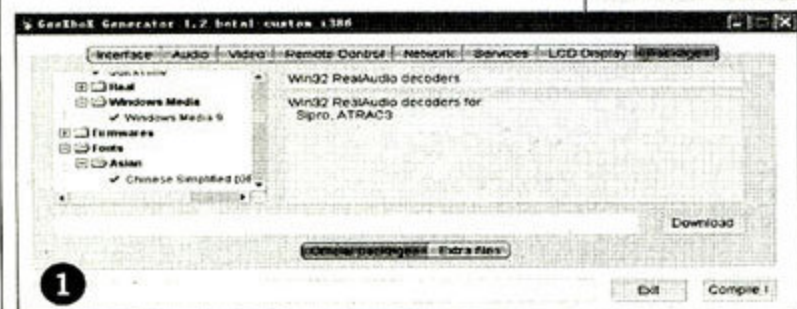 GeeXboX Generator 1.2 beta1 custom i386
Interface Audio Video Remote Control Network Services LCD Display Packages
QuickTime
Real
Windows Media
Windows Media 9
Firmwares
Fonts
Asian
Chinese Simplified
Win32 RealAudio decoders
Win32 RealAudio decoders for
Sipro, ATRAC3
Download
Official packages Extra files
1
Exit Compile !